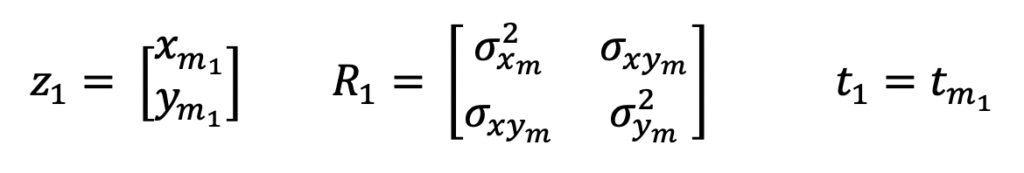 z₁ = [x_{m₁} y_{m₁}] R₁ = [σ²_{x_m} σ_{xy_m} σ_{xy_m} σ²_{y_m}] t₁ = t_{m₁}